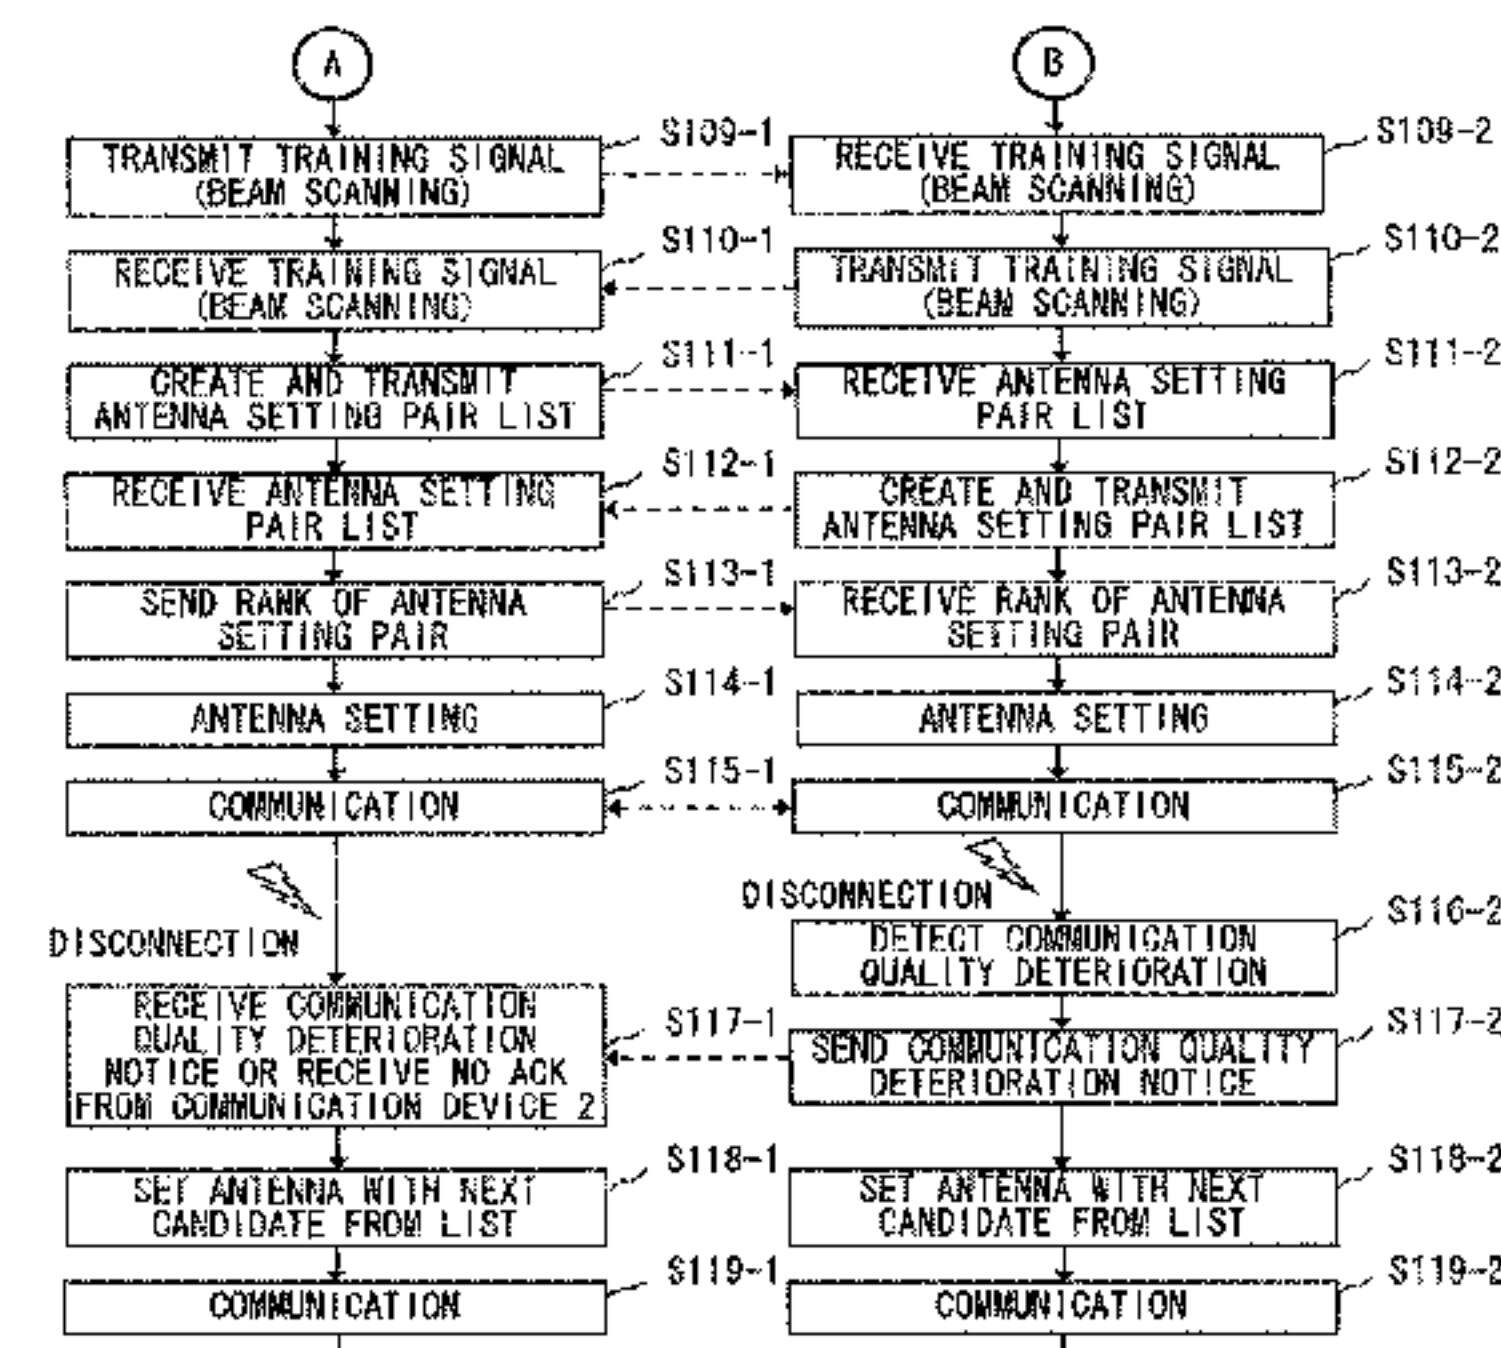 A
B
TRANSMIT TRAINING SIGNAL
(BEAM SCANNING)
S109-1
RECEIVE TRAINING SIGNAL
(BEAM SCANNING)
S109-2
RECEIVE TRAINING SIGNAL
(BEAM SCANNING)
S110-1
TRANSMIT TRAINING SIGNAL
(BEAM SCANNING)
S110-2
CREATE AND TRANSMIT
ANTENNA SETTING PAIR LIST
S111-1
RECEIVE ANTENNA SETTING
PAIR LIST
S111-2
RECEIVE ANTENNA SETTING
PAIR LIST
S112-1
CREATE AND TRANSMIT
ANTENNA SETTING PAIR LIST
S112-2
SEND RANK OF ANTENNA
SETTING PAIR
S113-1
RECEIVE RANK OF ANTENNA
SETTING PAIR
S113-2
ANTENNA SETTING
S114-1
ANTENNA SETTING
S114-2
COMMUNICATION
S115-1
COMMUNICATION
S115-2
DISCONNECTION
DISCONNECTION
DETECT COMMUNICATION
QUALITY DETERIORATION
S116-2
RECEIVE COMMUNICATION
QUALITY DETERIORATION
NOTICE OR RECEIVE NO ACK
FROM COMMUNICATION DEVICE 2
S117-1
SEND COMMUNICATION QUALITY
DETERIORATION NOTICE
S117-2
SET ANTENNA WITH NEXT
CANDIDATE FROM LIST
S118-1
SET ANTENNA WITH NEXT
CANDIDATE FROM LIST
S118-2
COMMUNICATION
S119-1
COMMUNICATION
S119-2